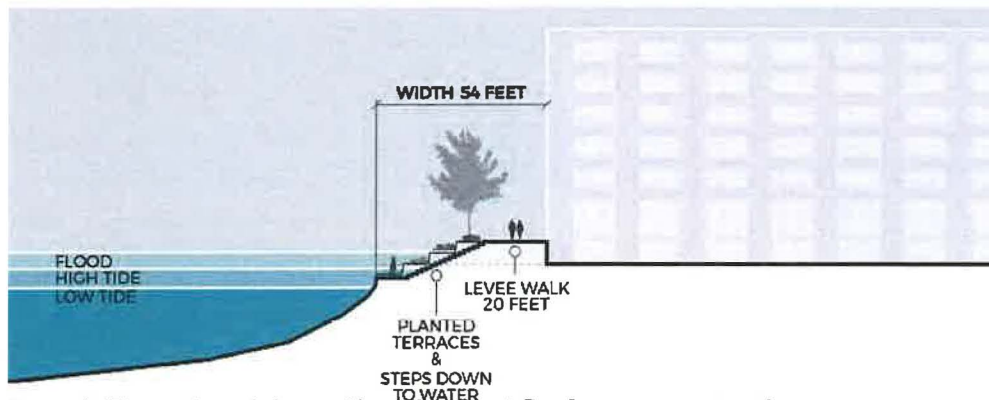 WIDTH 54 FEET
FLOOD
HIGH TIDE
LOW TIDE
LEVEE WALK
20 FEET
PLANTED
TERRACES
&
STEPS DOWN
TO WATER